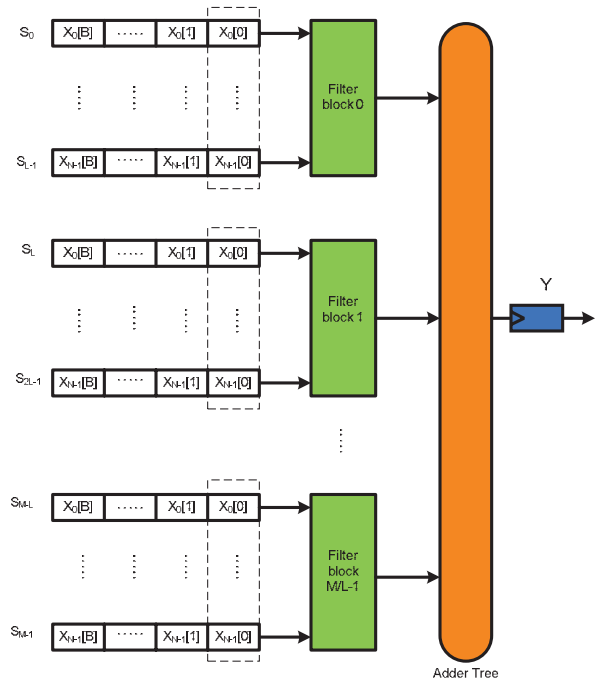 S0 X0[B] ····· X0[1] X0[0]
Filter
block 0
SL-1 XN-1[B] ····· XN-1[1] XN-1[0]
SL X0[B] ····· X0[1] X0[0]
Filter
block 1
Y
S2L-1 XN-1[B] ····· XN-1[1] XN-1[0]
SM-L X0[B] ····· X0[1] X0[0]
Filter
block
M/L-1
SM-1 XN-1[B] ····· XN-1[1] XN-1[0]
Adder Tree